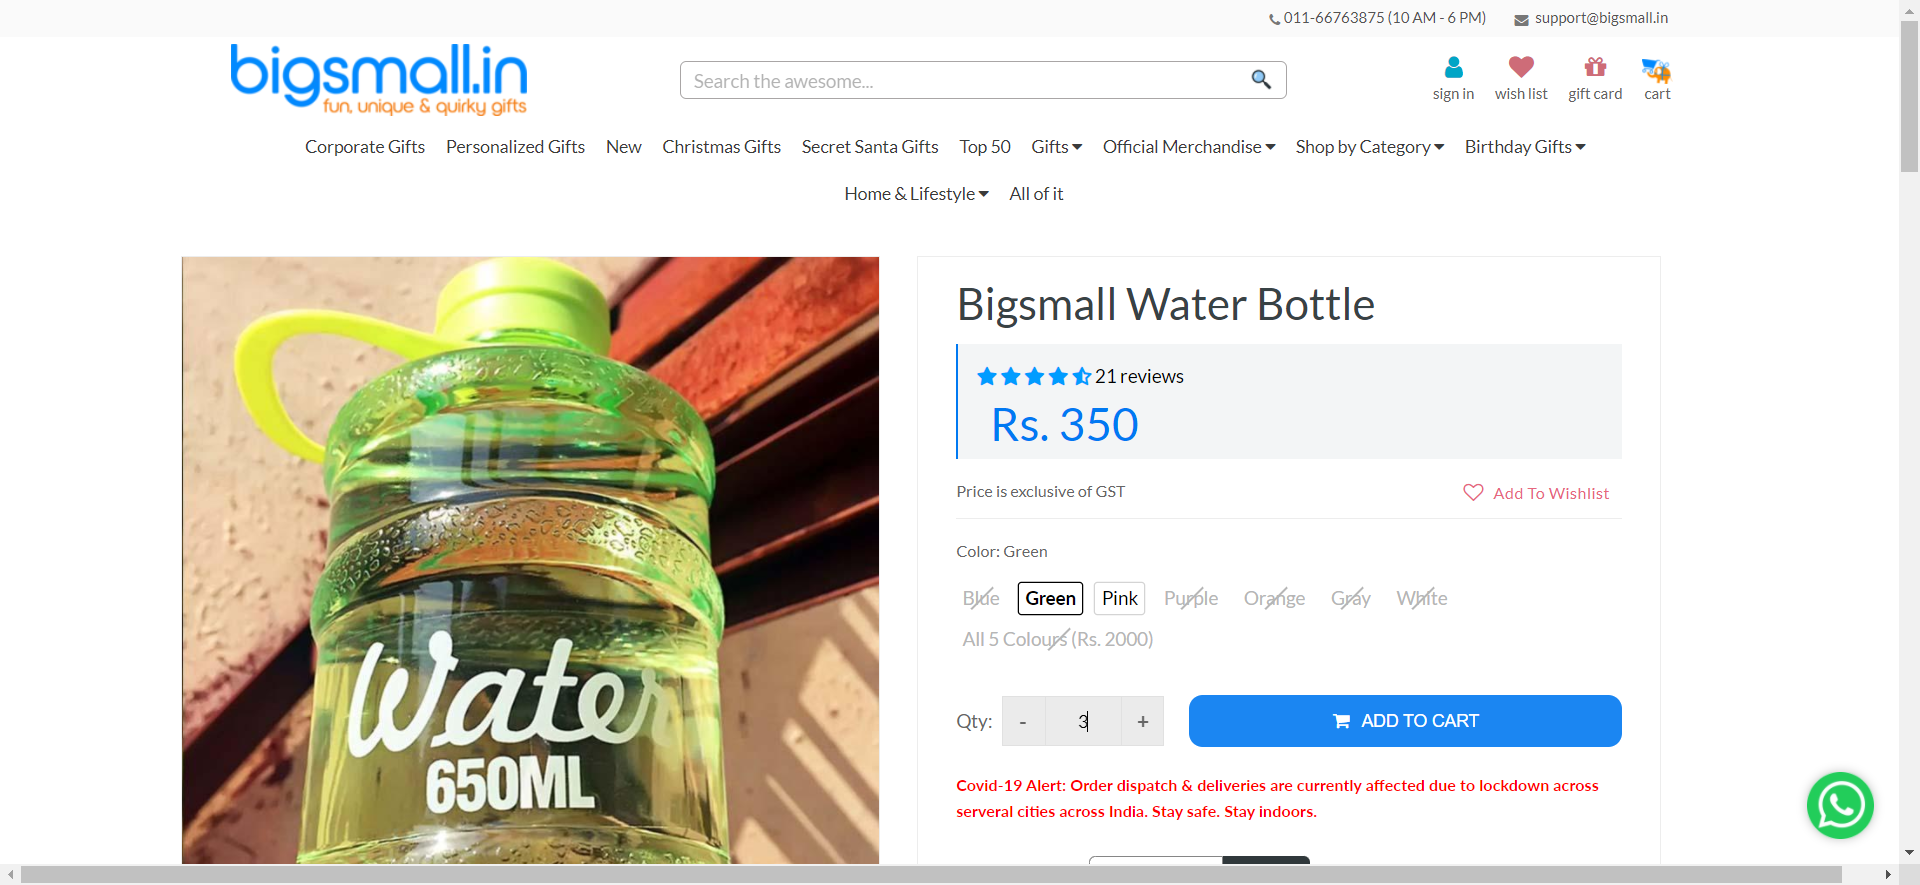 011-66763875 (10 AM - 6 PM) support@bigsmall.in
bigsmall.in
fun, unique & quirky gifts
Search the awesome...
sign in wish list gift card cart
Corporate Gifts Personalized Gifts New Christmas Gifts Secret Santa Gifts Top 50 Gifts Official Merchandise Shop by Category Birthday Gifts
Home & Lifestyle All of it
Bigsmall Water Bottle
21 reviews
Rs. 350
Price is exclusive of GST Add To Wishlist
Color: Green
Blue Green Pink Purple Orange Gray White
All 5 Colours (Rs. 2000)
Qty: - 3 + ADD TO CART
Covid-19 Alert: Order dispatch & deliveries are currently affected due to lockdown across
serveral cities across India. Stay safe. Stay indoors.
Water
650ML